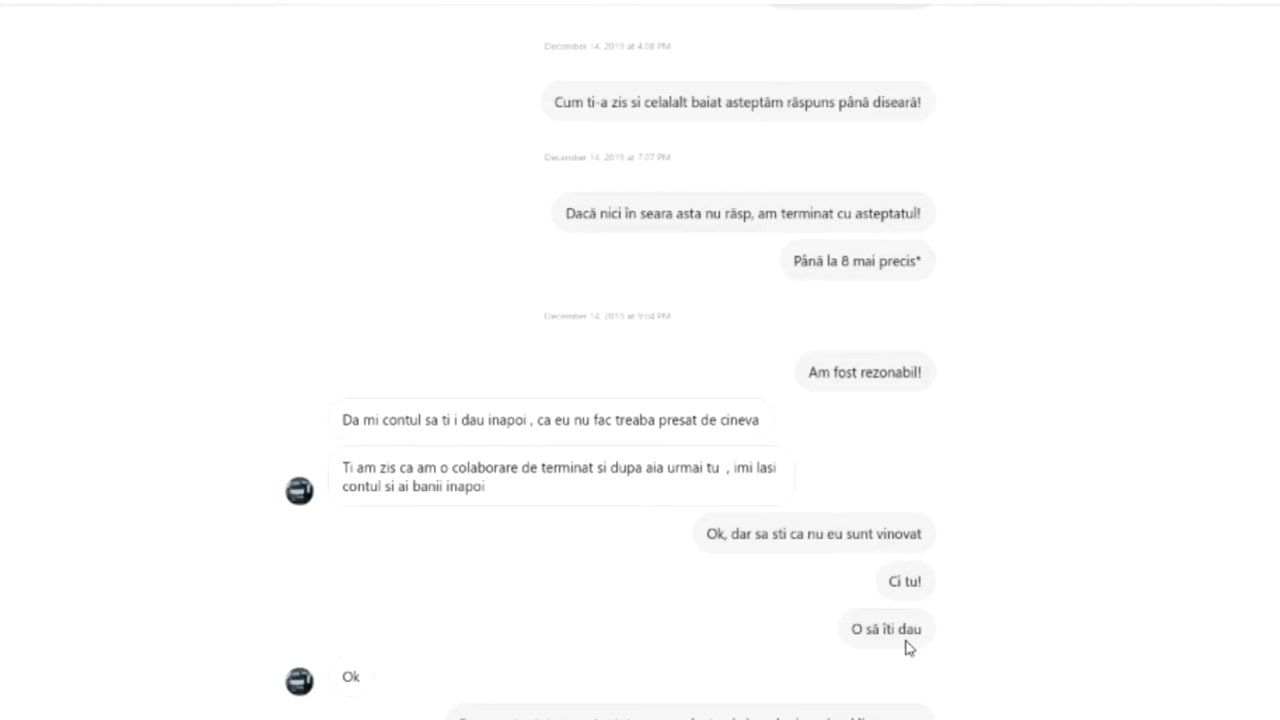 December 14, 2019 at 4:08 PM
Cum ti-a zis si celalalt baiat asteptăm răspuns până diseară!
December 14, 2019 at 7:07 PM
Dacă nici în seara asta nu răsp, am terminat cu asteptatul!
Până la 8 mai precis*
December 14, 2019 at 9:04 PM
Am fost rezonabil!
Da mi contul sa ti i dau inapoi , ca eu nu fac treaba presat de cineva
Ti am zis ca am o colaborare de terminat si dupa aia urmai tu , imi lasi
contul si ai banii inapoi
Ok, dar sa sti ca nu eu sunt vinovat
Ci tu!
O să îti dau
Ok